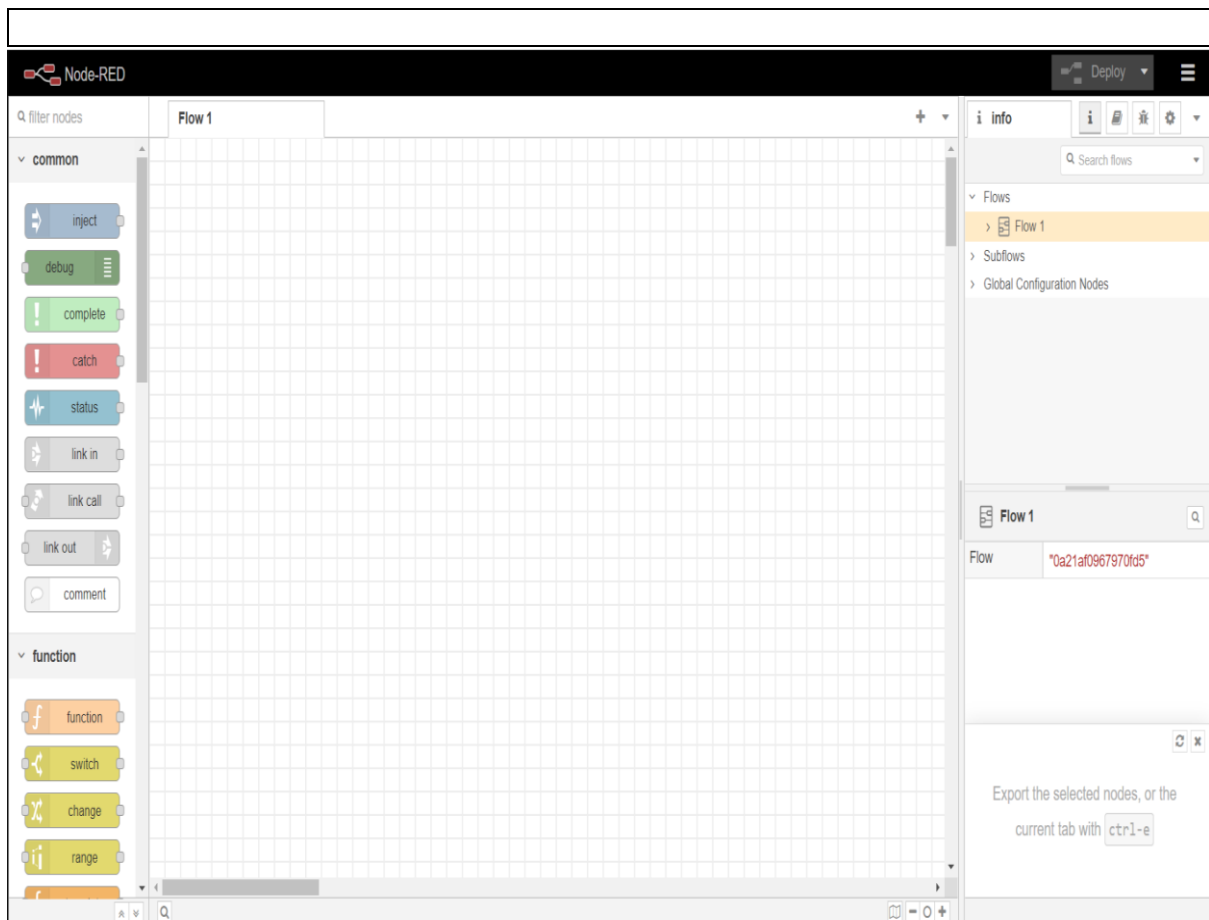 Node-RED
Deploy
filter nodes
Flow 1
i info
Search flows
common
Flows
inject
Flow 1
debug
Subflows
Global Configuration Nodes
complete
catch
status
link in
link call
link out
Flow 1
Flow "0a21af0967970fd5"
comment
function
function
switch
change
range
Export the selected nodes, or the
current tab with ctrl-e